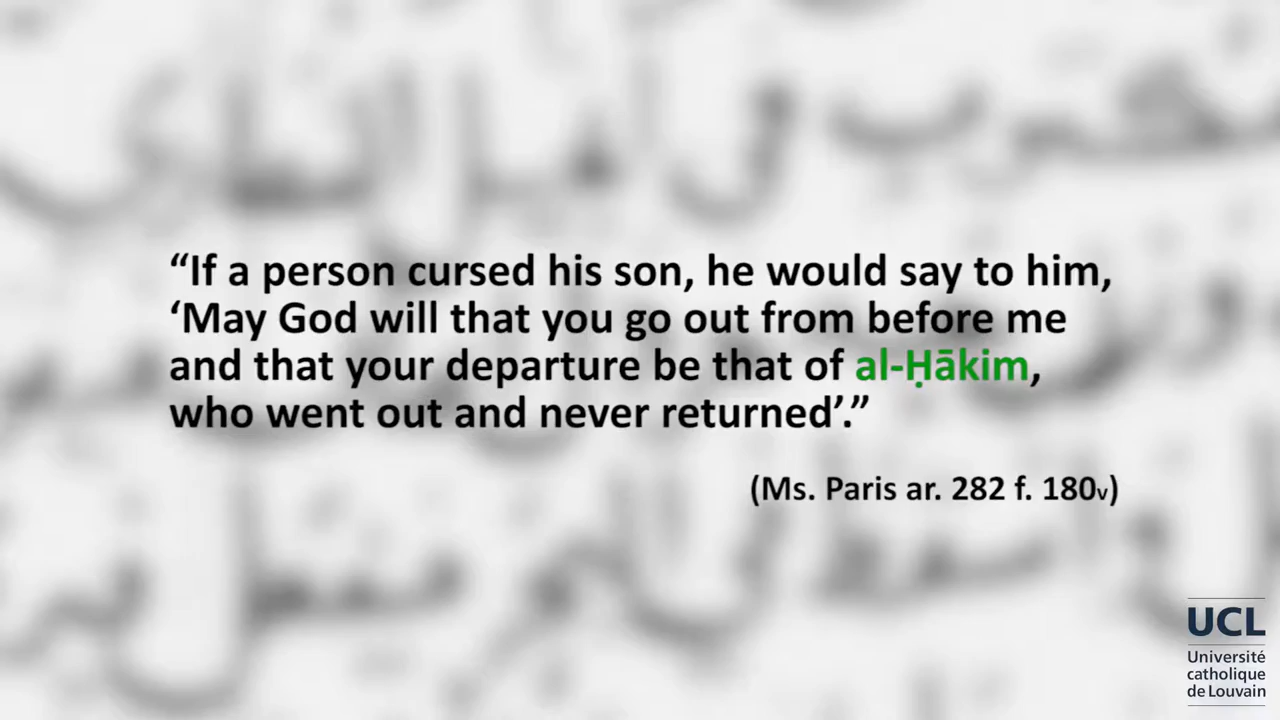 “If a person cursed his son, he would say to him,
‘May God will that you go out from before me
and that your departure be that of al-Ḥākim,
who went out and never returned’.”
(Ms. Paris ar. 282 f. 180v)
UCL
Université
catholique
de Louvain